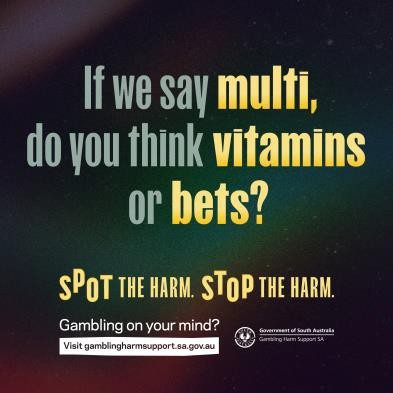 If we say multi,
do you think vitamins
or bets?
SPOT THE HARM. STOP THE HARM.
Gambling on your mind?
Visit gamblingharmsupport.sa.gov.au
Government of South Australia
Gambling Harm Support SA